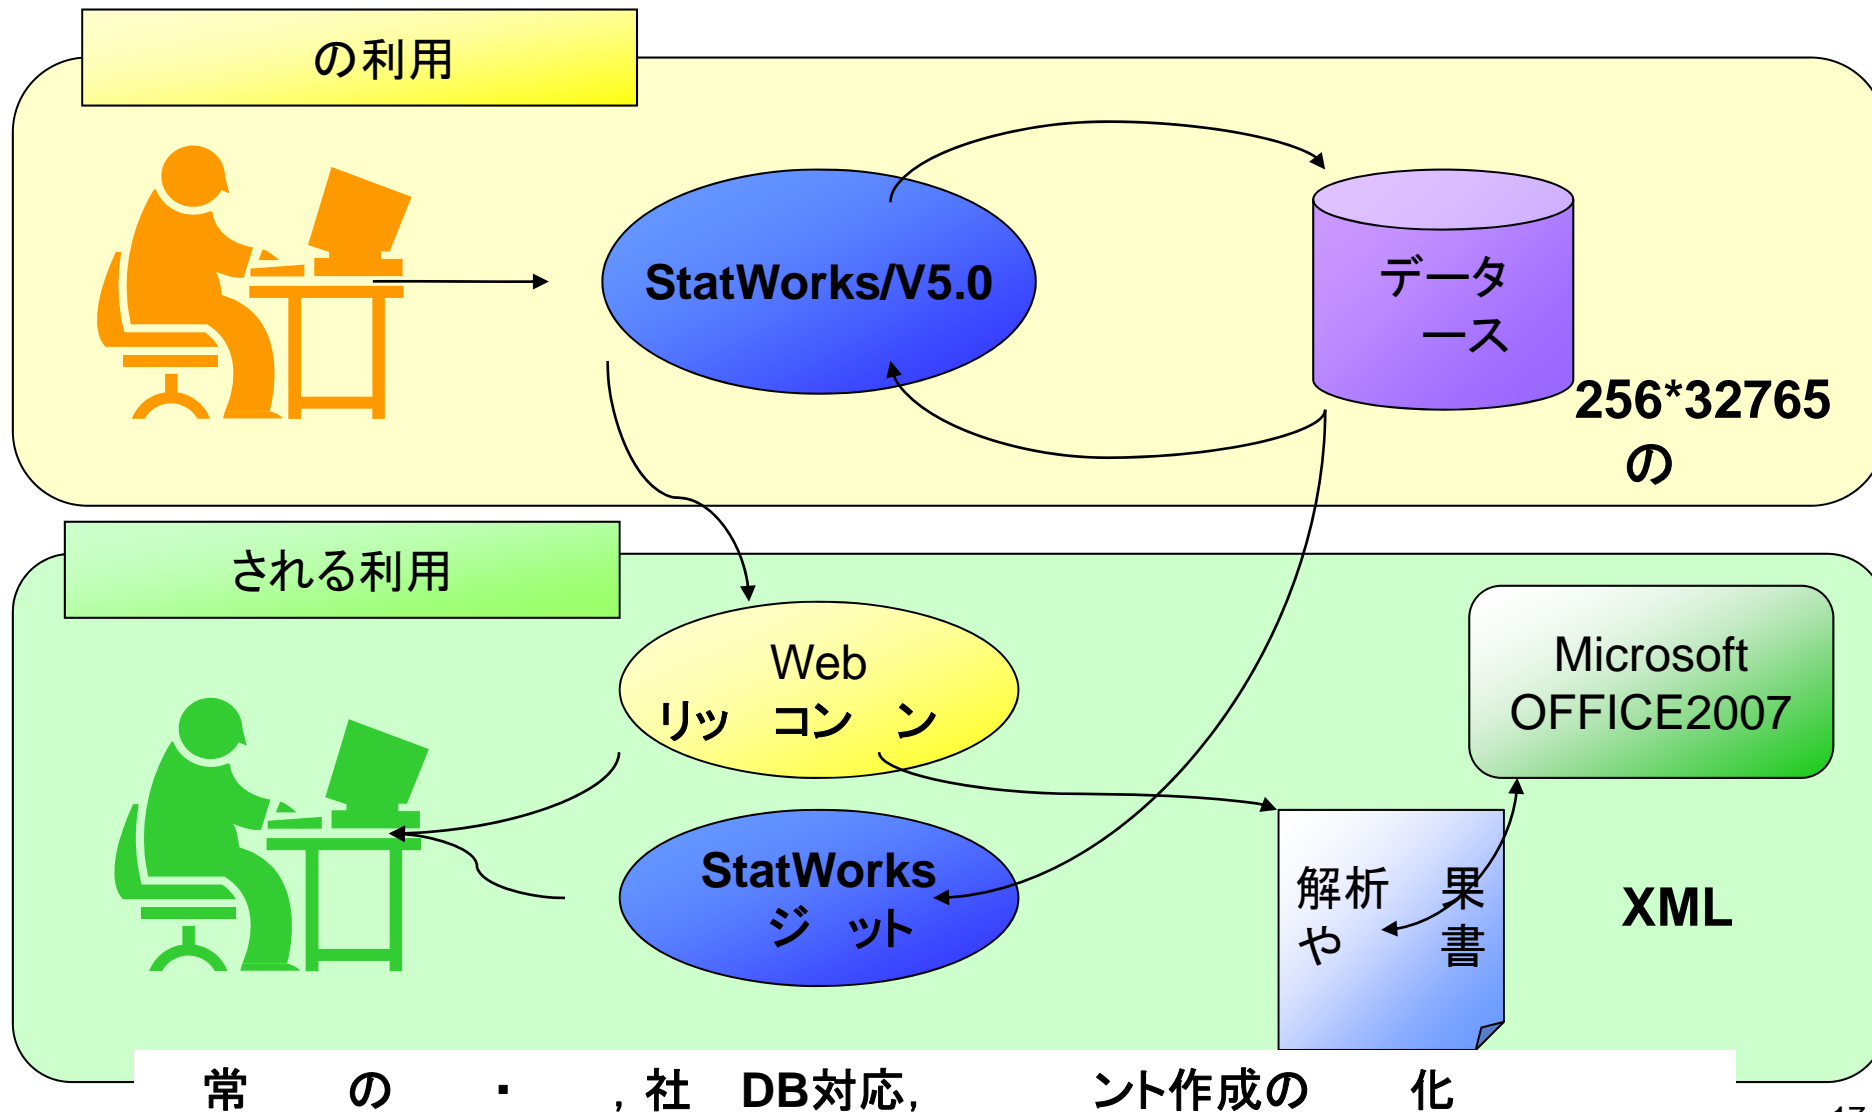 の利用
StatWorks/V5.0
データ
ース
256*32765
の
される利用
Web
リッ コン ン
Microsoft
OFFICE2007
StatWorks
ジ ット
解析 果
や 書
XML
常 の ・ , 社 DB対応, ント作成の 化